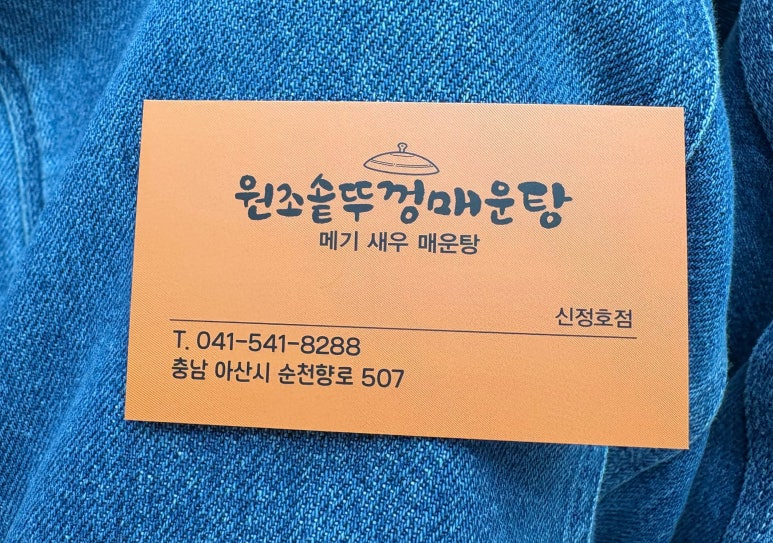 원조솥뚜껑매운탕
메기 새우 매운탕
신정호점
T. 041-541-8288
충남 아산시 순천향로 507